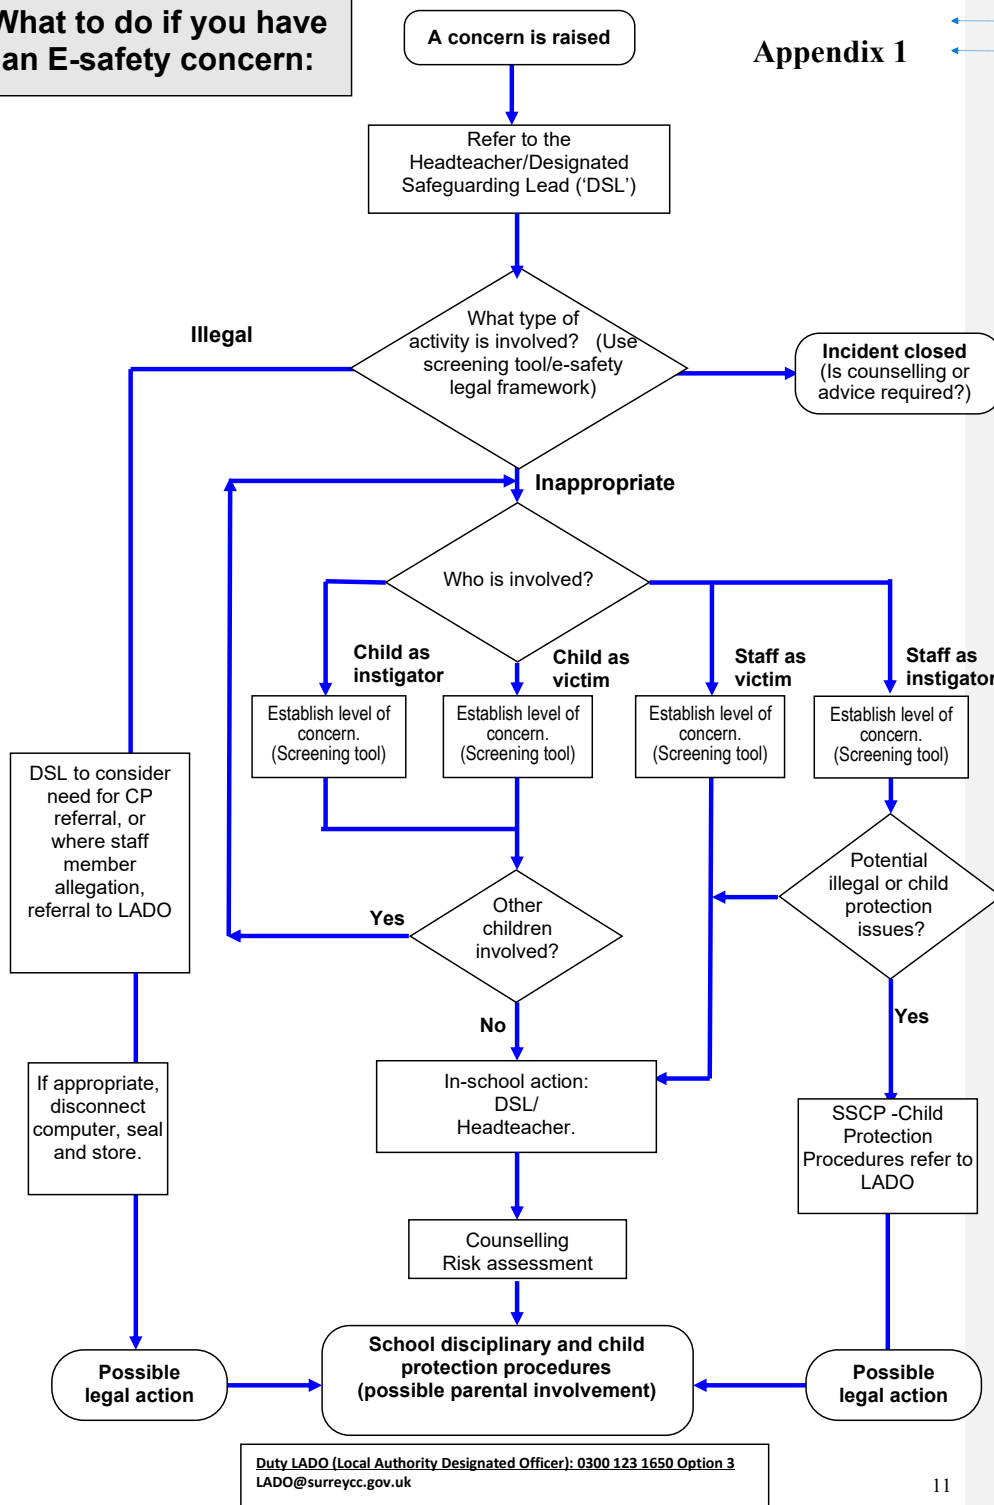 What to do if you have
an E-safety concern:
A concern is raised
Appendix 1
Refer to the
Headteacher/Designated
Safeguarding Lead (‘DSL’)
What type of
activity is involved? (Use
screening tool/e-safety
legal framework)
Illegal
Incident closed
(Is counselling or
advice required?)
Inappropriate
Who is involved?
Child as
instigator
Child as
victim
Staff as
victim
Staff as
instigator
Establish level of
concern.
(Screening tool)
Establish level of
concern.
(Screening tool)
Establish level of
concern.
(Screening tool)
Establish level of
concern.
(Screening tool)
DSL to consider
need for CP
referral, or
where staff
member
allegation,
referral to LADO
Potential
illegal or child
protection
issues?
Other
children
involved?
Yes
No
Yes
If appropriate,
disconnect
computer, seal
and store.
In-school action:
DSL/
Headteacher.
SSCP -Child
Protection
Procedures refer to
LADO
Counselling
Risk assessment
Possible
legal action
School disciplinary and child
protection procedures
(possible parental involvement)
Possible
legal action
Duty LADO (Local Authority Designated Officer): 0300 123 1650 Option 3
LADO@surreycc.gov.uk
11